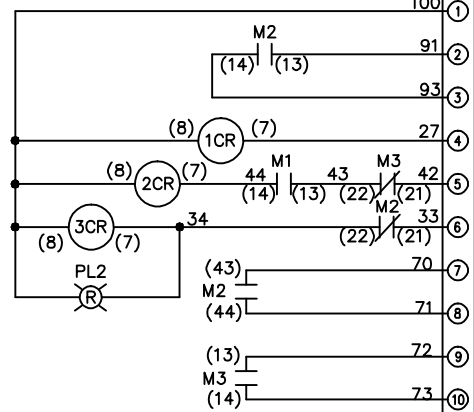 100 1
M2
91 2
(14) (13)
93 3
(8) 1CR (7) 27 4
(8) 2CR (7) 44 M1 43 M3 42 5
(14) (13) (22) (21)
M2
3CR 34 33 6
(8) (7) (22) (21)
PL2
R
(43) 70 7
M2
(44) 71 8
(13) 72 9
M3
(14) 73 10